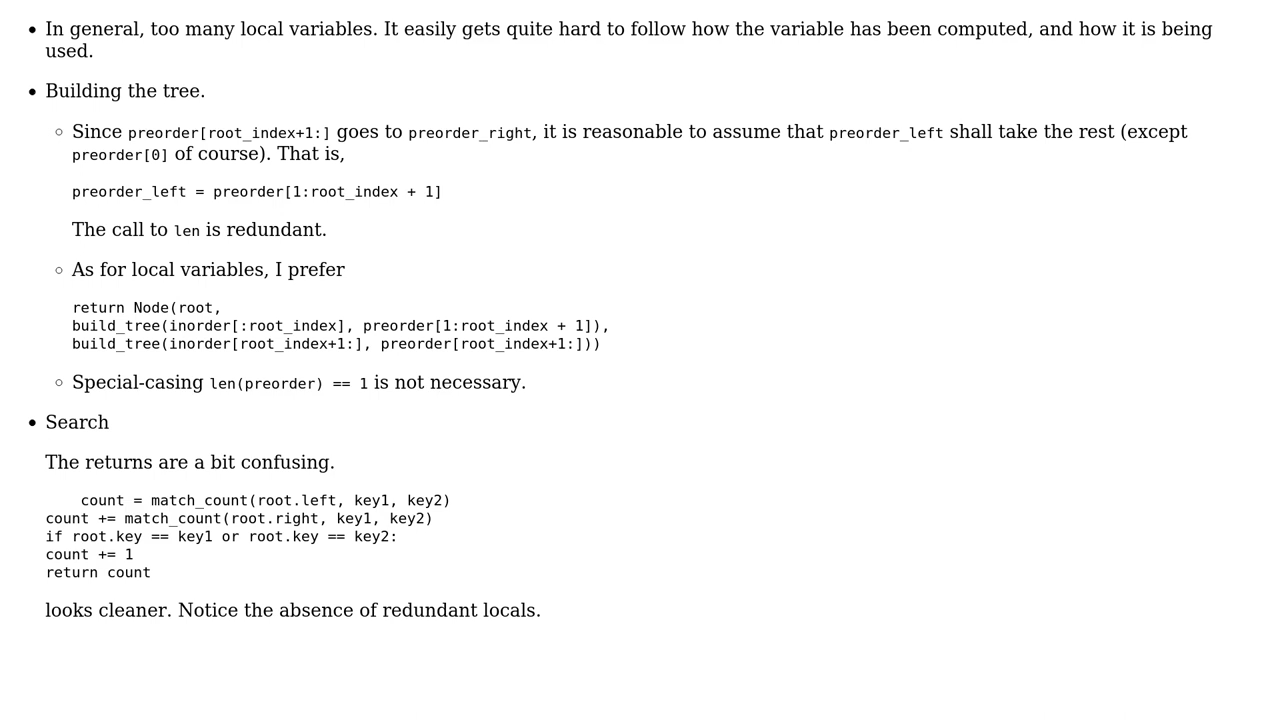 In general, too many local variables. It easily gets quite hard to follow how the variable has been computed, and how it is being
used.
Building the tree.
Since preorder[root_index+1:] goes to preorder_right, it is reasonable to assume that preorder_left shall take the rest (except
preorder[0] of course). That is,
preorder_left = preorder[1:root_index + 1]
The call to len is redundant.
As for local variables, I prefer
return Node(root,
build_tree(inorder[:root_index], preorder[1:root_index + 1]),
build_tree(inorder[root_index+1:], preorder[root_index+1:]))
Special-casing len(preorder) == 1 is not necessary.
Search
The returns are a bit confusing.
    count = match_count(root.left, key1, key2)
count += match_count(root.right, key1, key2)
if root.key == key1 or root.key == key2:
count += 1
return count
looks cleaner. Notice the absence of redundant locals.